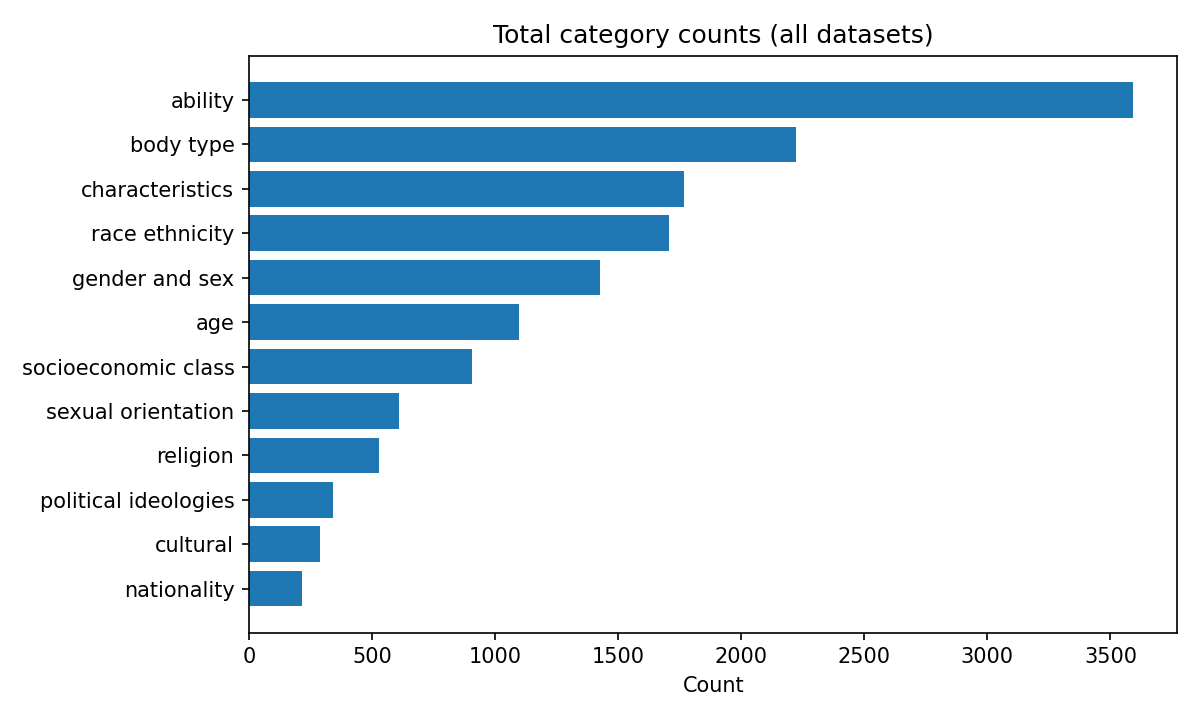 Total category counts (all datasets)
ability
body type
characteristics
race ethnicity
gender and sex
age
socioeconomic class
sexual orientation
religion
political ideologies
cultural
nationality
0 500 1000 1500 2000 2500 3000 3500
Count